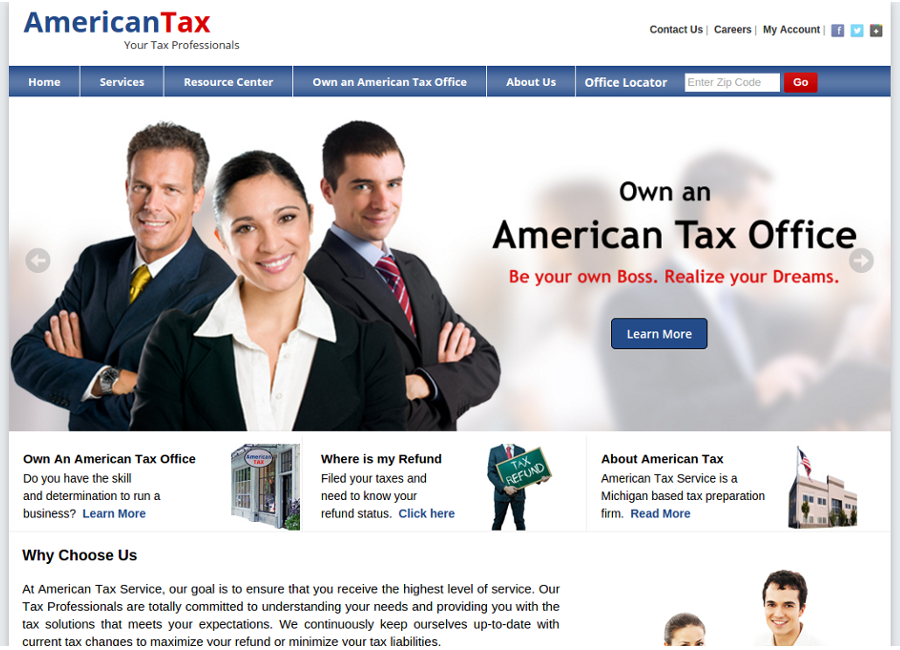 AmericanTax
Your Tax Professionals
Contact Us | Careers | My Account |
Home Services Resource Center Own an American Tax Office About Us Office Locator Enter Zip Code Go
Own an
American Tax Office
Be your own Boss. Realize your Dreams.
Learn More
Own An American Tax Office
Do you have the skill
and determination to run a
business? Learn More
American
TAX
Where is my Refund
Filed your taxes and
need to know your
refund status. Click here
TAX
REFUND
About American Tax
American Tax Service is a
Michigan based tax preparation
firm. Read More
Why Choose Us
At American Tax Service, our goal is to ensure that you receive the highest level of service. Our
Tax Professionals are totally committed to understanding your needs and providing you with the
tax solutions that meets your expectations. We continuously keep ourselves up-to-date with
current tax changes to maximize your refund or minimize your tax liabilities.